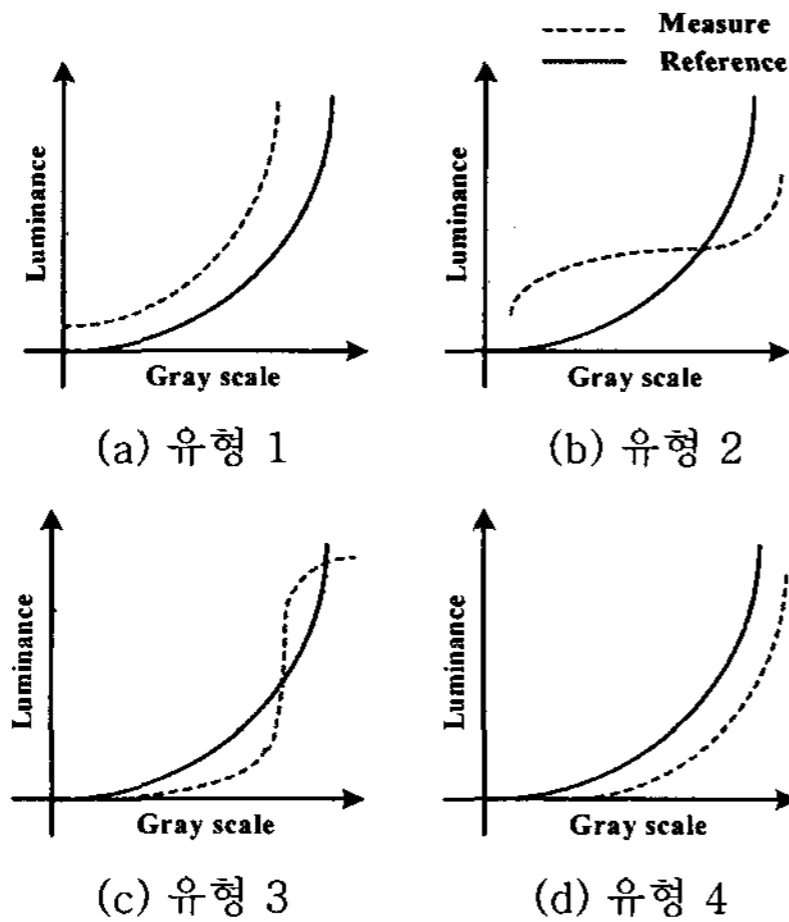 Measure
Reference
Luminance
Gray scale
(a) 유형 1
Luminance
Gray scale
(b) 유형 2
Luminance
Gray scale
(c) 유형 3
Luminance
Gray scale
(d) 유형 4